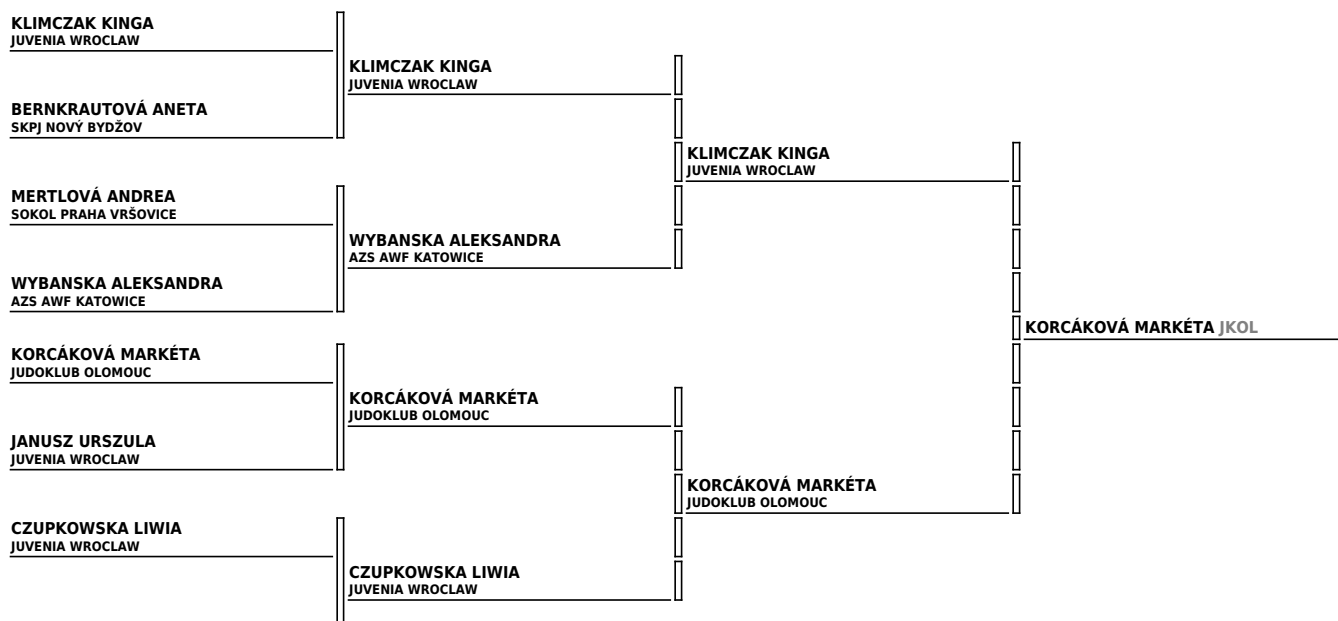 KLIMCZAK KINGA
JUVENIA WROCLAW
BERNKRAUTOVÁ ANETA
SKPJ NOVÝ BYDŽOV
MERTLOVÁ ANDREA
SOKOL PRAHA VRŠOVICE
WYBANSKA ALEKSANDRA
AZS AWF KATOWICE
KORCÁKOVÁ MARKÉTA
JUDOKLUB OLOMOUC
JANUSZ URSZULA
JUVENIA WROCLAW
CZUPKOWSKA LIWIA
JUVENIA WROCLAW
KLIMCZAK KINGA
JUVENIA WROCLAW
WYBANSKA ALEKSANDRA
AZS AWF KATOWICE
KORCÁKOVÁ MARKÉTA
JUDOKLUB OLOMOUC
CZUPKOWSKA LIWIA
JUVENIA WROCLAW
KLIMCZAK KINGA
JUVENIA WROCLAW
KORCÁKOVÁ MARKÉTA
JUDOKLUB OLOMOUC
KORCÁKOVÁ MARKÉTA JKOL